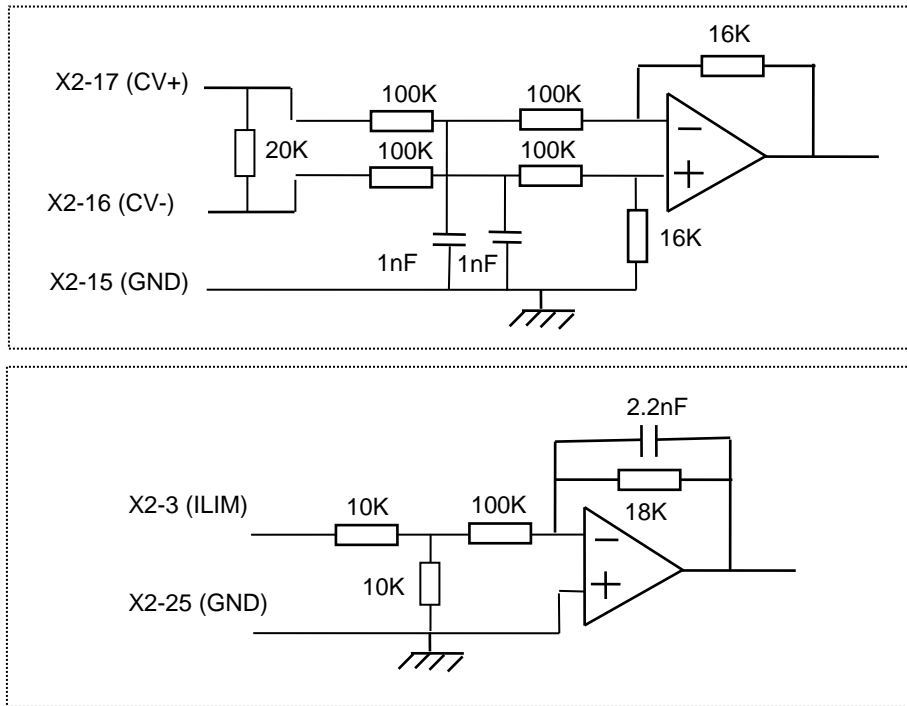 16K
X2-17 (CV+)
100K
100K
20K
100K
100K
X2-16 (CV-)
16K
1nF
1nF
X2-15 (GND)
2.2nF
X2-3 (ILIM)
10K
100K
18K
10K
X2-25 (GND)